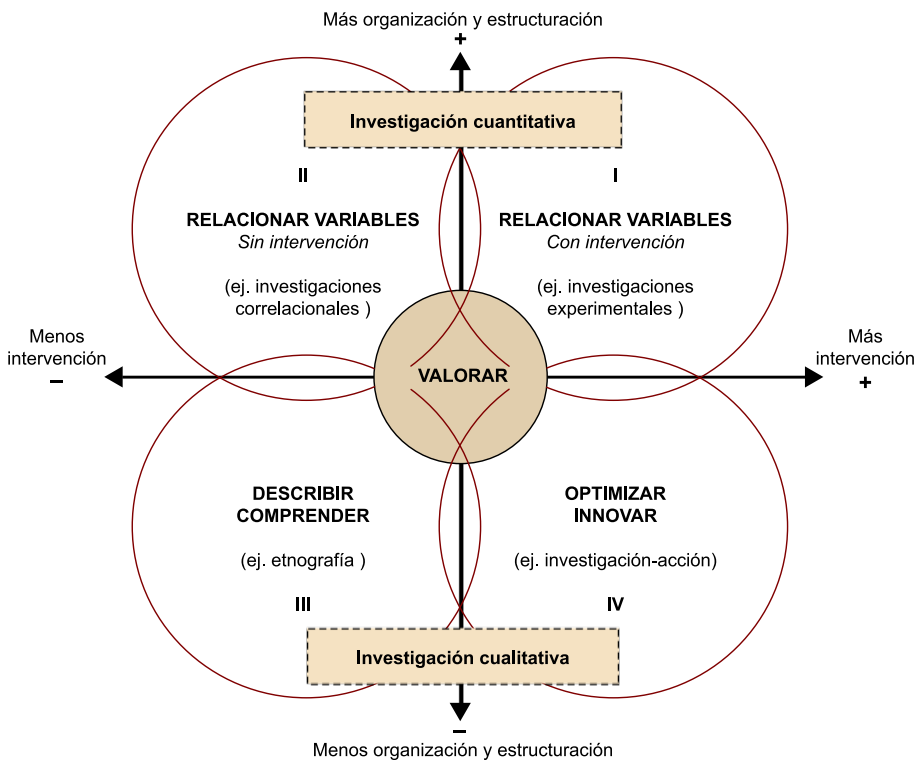 Más organización y estructuración
+
Investigación cuantitativa
II
RELACIONAR VARIABLES
Sin intervención
(ej. investigaciones
correlacionales )
I
RELACIONAR VARIABLES
Con intervención
(ej. investigaciones
experimentales )
Menos
intervención
−
VALORAR
Más
intervención
+
DESCRIBIR
COMPRENDER
(ej. etnografía )
III
OPTIMIZAR
INNOVAR
(ej. investigación-acción)
IV
Investigación cualitativa
−
Menos organización y estructuración